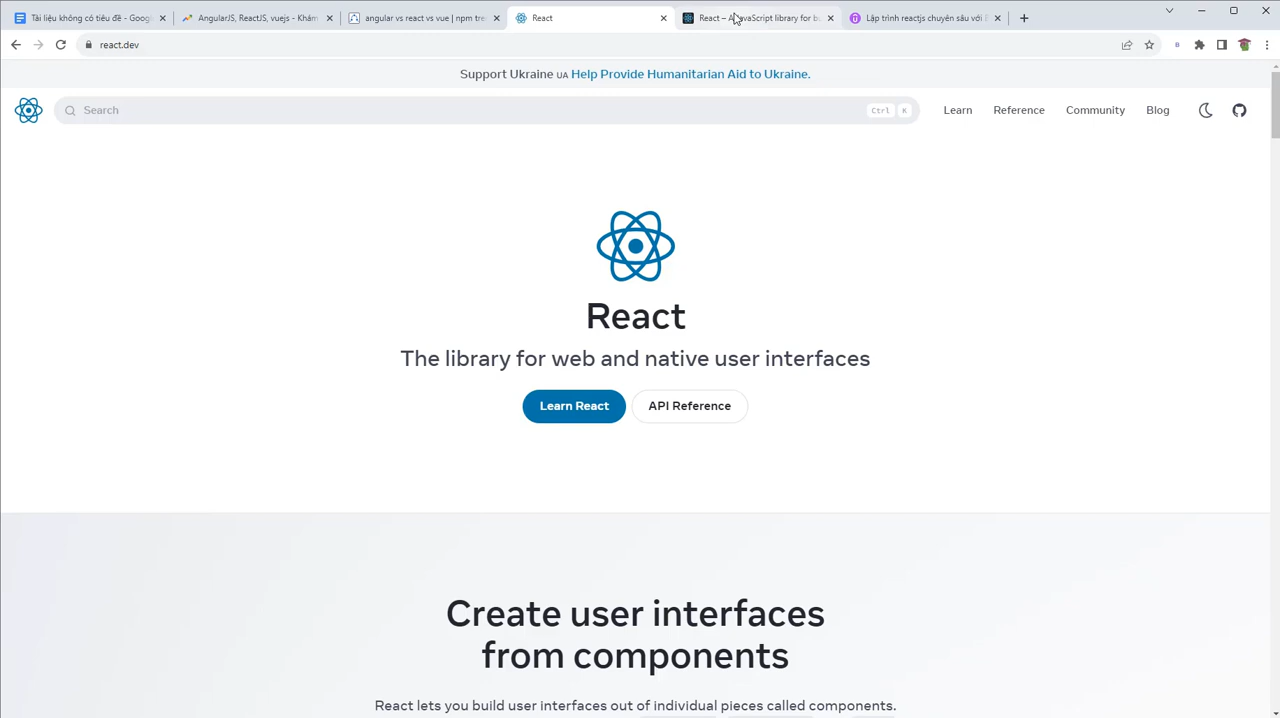 Tài liệu không có tiêu đề - Google
AngularJS, ReactJS, vuejs - Khám
angular vs react vs vue | npm tre
React
React – A JavaScript library for bu
Lập trình reactjs chuyên sâu với
react.dev
Support Ukraine UA Help Provide Humanitarian Aid to Ukraine.
Search
Ctrl K
Learn
Reference
Community
Blog
React
The library for web and native user interfaces
Learn React
API Reference
Create user interfaces
from components
React lets you build user interfaces out of individual pieces called components.